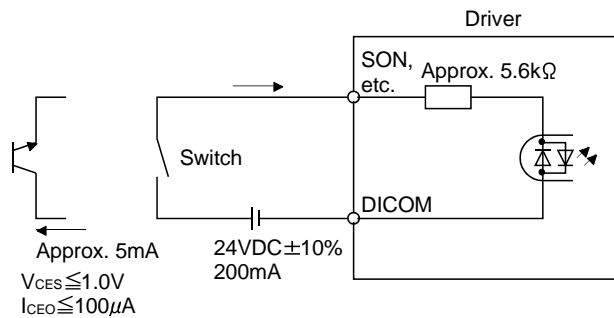 Driver
SON,
etc.
Approx. 5.6kΩ
Switch
DICOM
Approx. 5mA
24VDC±10%
200mA
VCES≦1.0V
ICEO≦100μA